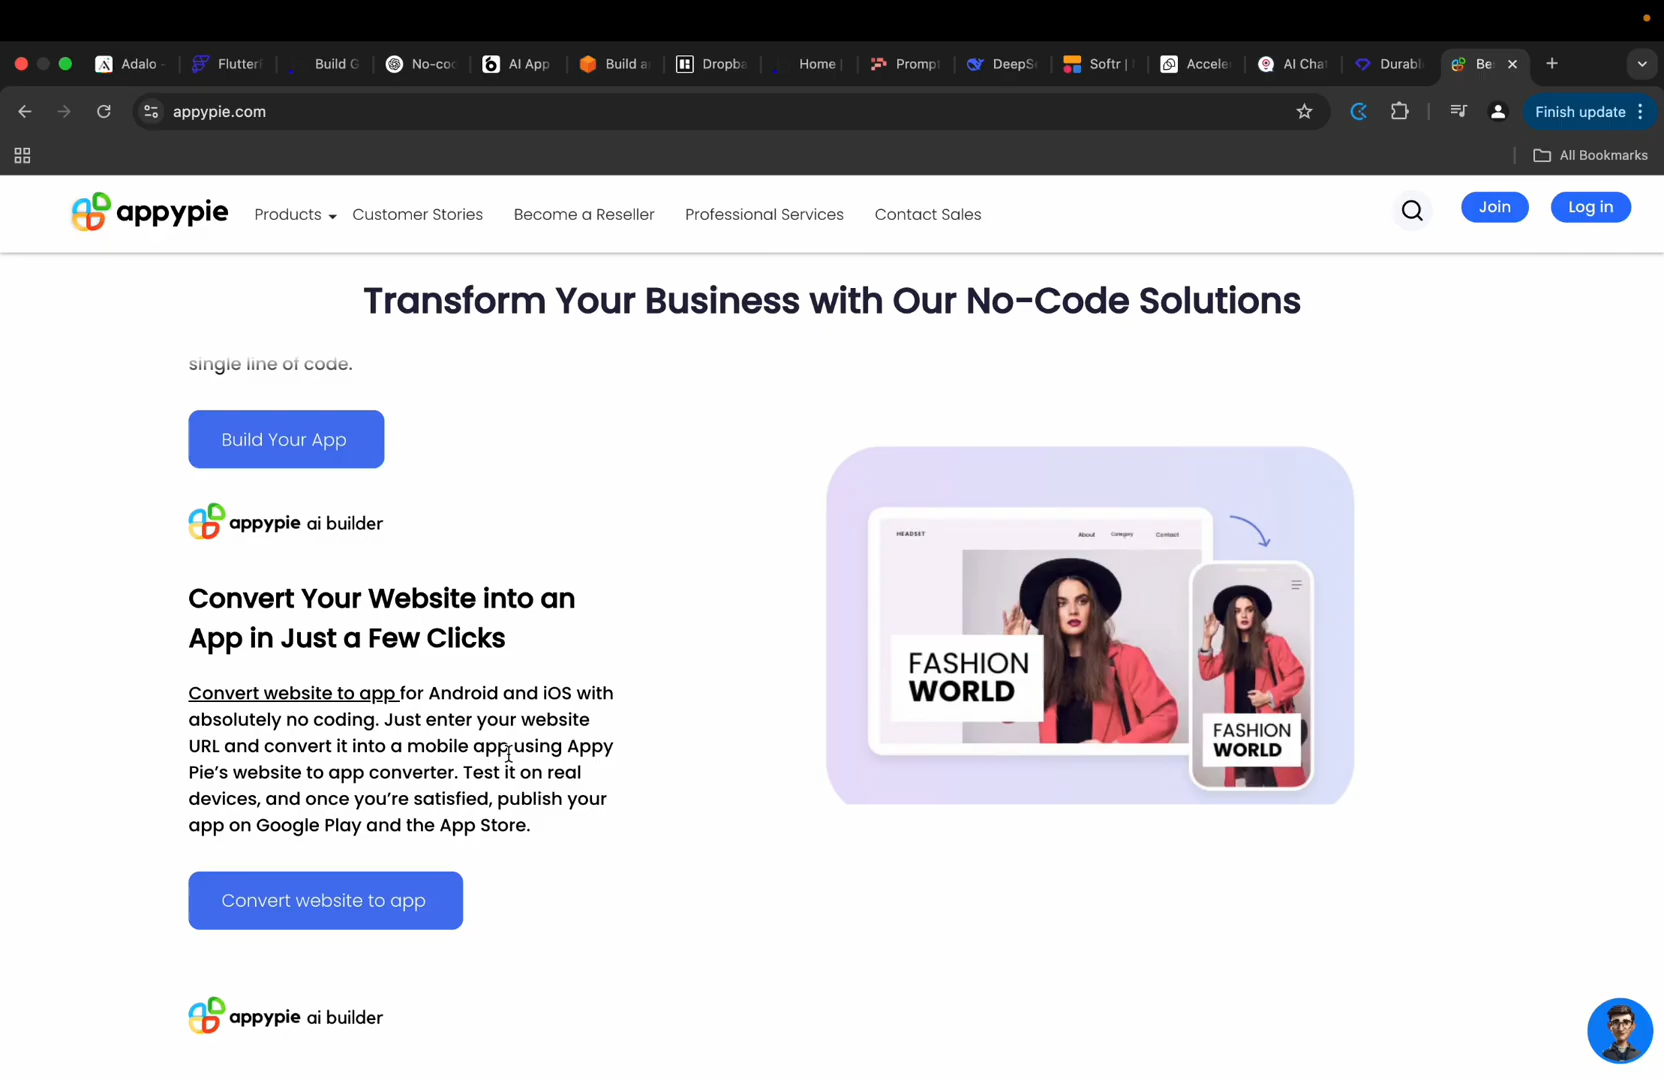 Adalo
FlutterF
Build G
No-coc
AI App
Build a
Dropba
Home
Prompt
DeepS
Softr |
Acceler
AI Chat
Durabl
Be
appypie.com
Finish update
All Bookmarks
appypie
Products
Customer Stories
Become a Reseller
Professional Services
Contact Sales
Join
Log in
Transform Your Business with Our No-Code Solutions
single line of code.
Build Your App
appypie ai builder
Convert Your Website into an
App in Just a Few Clicks
Convert website to app for Android and iOS with
absolutely no coding. Just enter your website
URL and convert it into a mobile app using Appy
Pie’s website to app converter. Test it on real
devices, and once you’re satisfied, publish your
app on Google Play and the App Store.
Convert website to app
appypie ai builder
HEADSET
About
Category
Contact
FASHION
WORLD
FASHION
WORLD